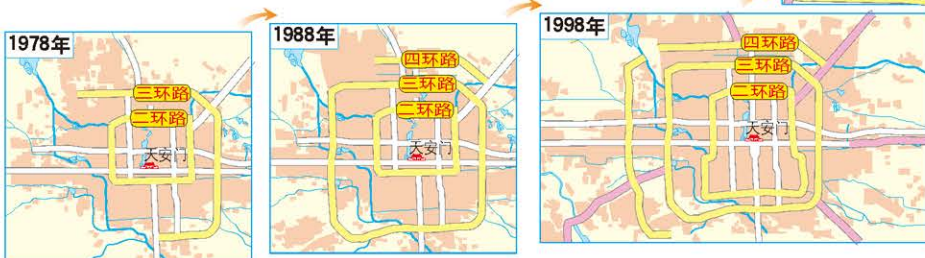 1978年
三环路
二环路
天安门
1988年
四环路
三环路
二环路
天安门
1998年
四环路
三环路
二环路
天安门